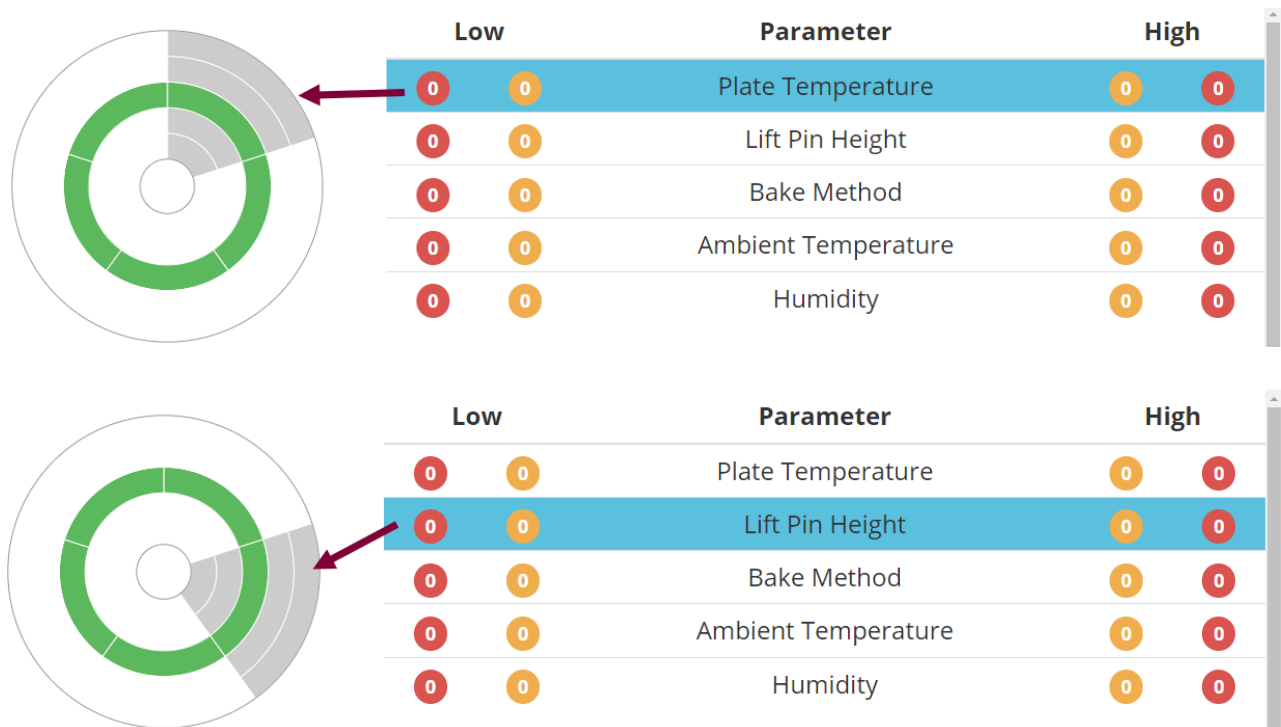 Low Parameter High
0 0 Plate Temperature 0 0
0 0 Lift Pin Height 0 0
0 0 Bake Method 0 0
0 0 Ambient Temperature 0 0
0 0 Humidity 0 0
Low Parameter High
0 0 Plate Temperature 0 0
0 0 Lift Pin Height 0 0
0 0 Bake Method 0 0
0 0 Ambient Temperature 0 0
0 0 Humidity 0 0